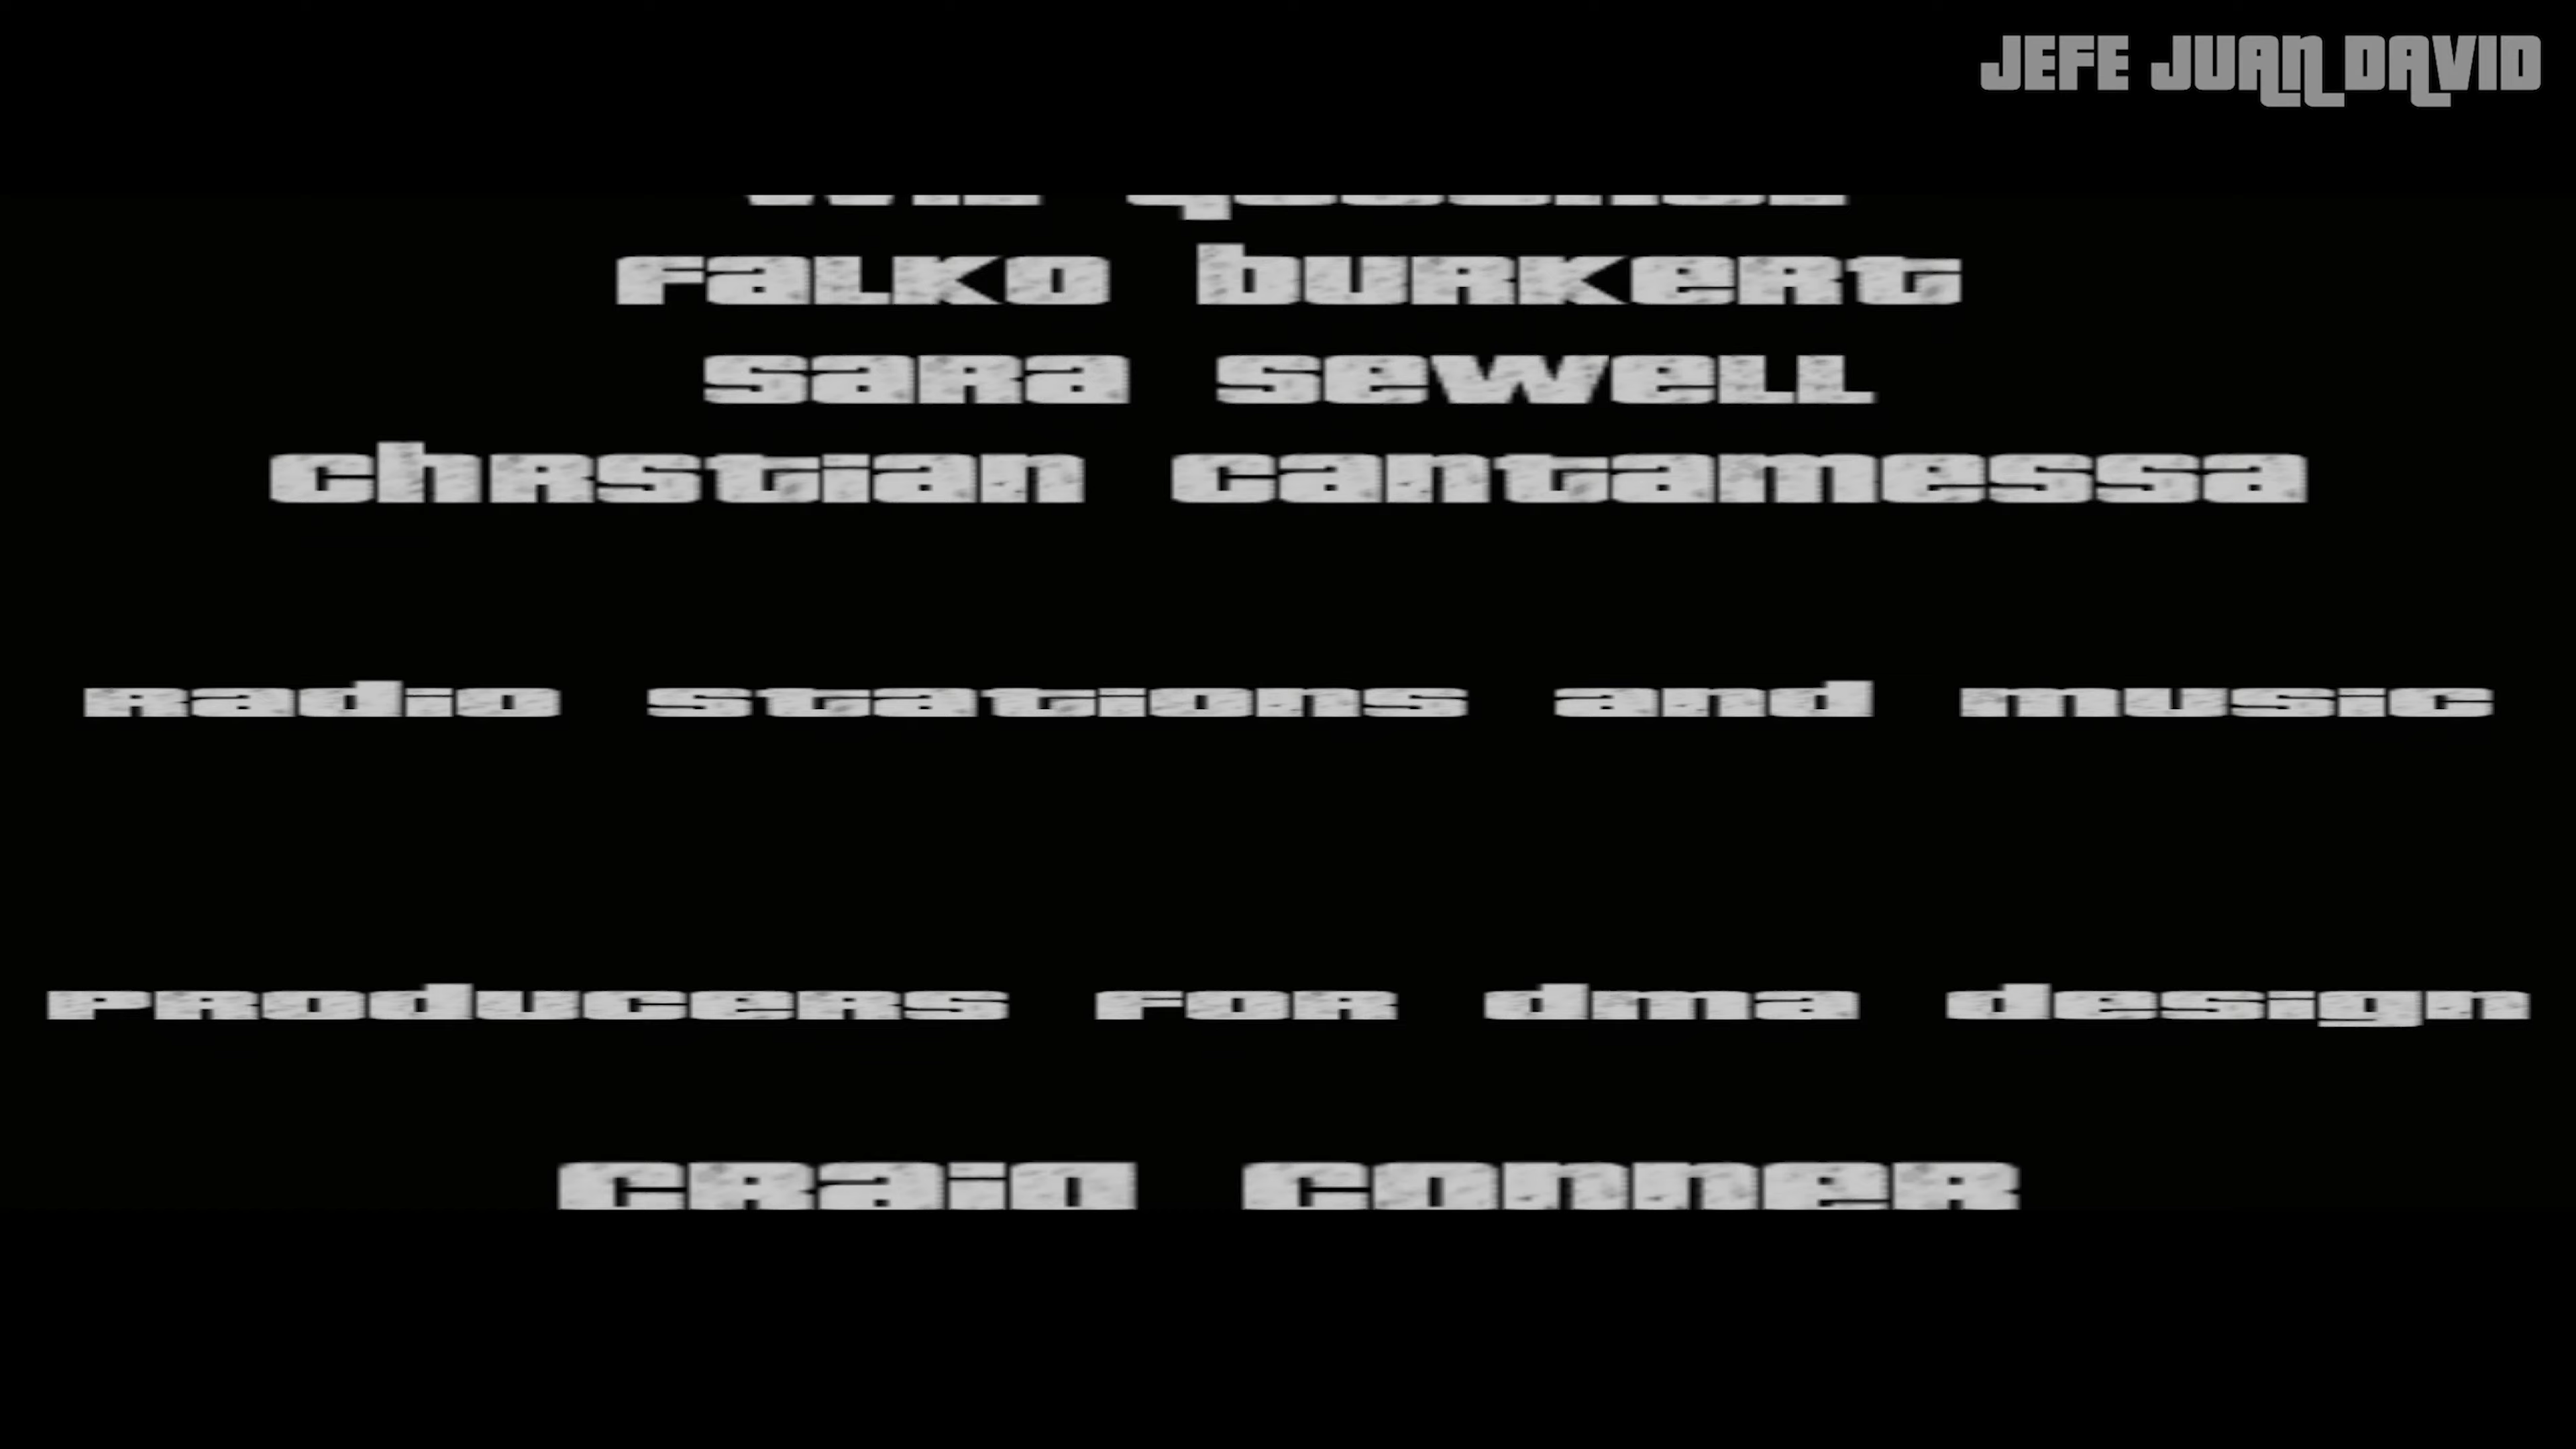 JEFE JUAN DAVID
Falko Burkert
Sara Sewell
Chrstian Cantamessa
Radio stations and music
Producers for dma design
Craig Conner